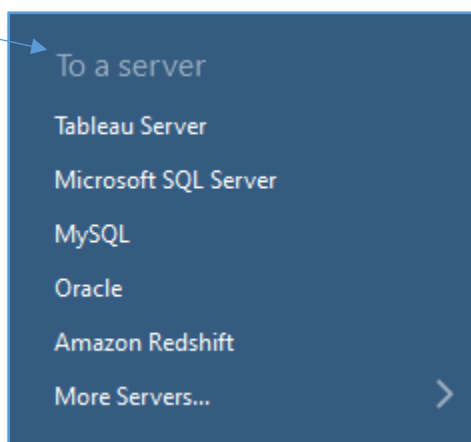 To a server
Tableau Server
Microsoft SQL Server
MySQL
Oracle
Amazon Redshift
More Servers...